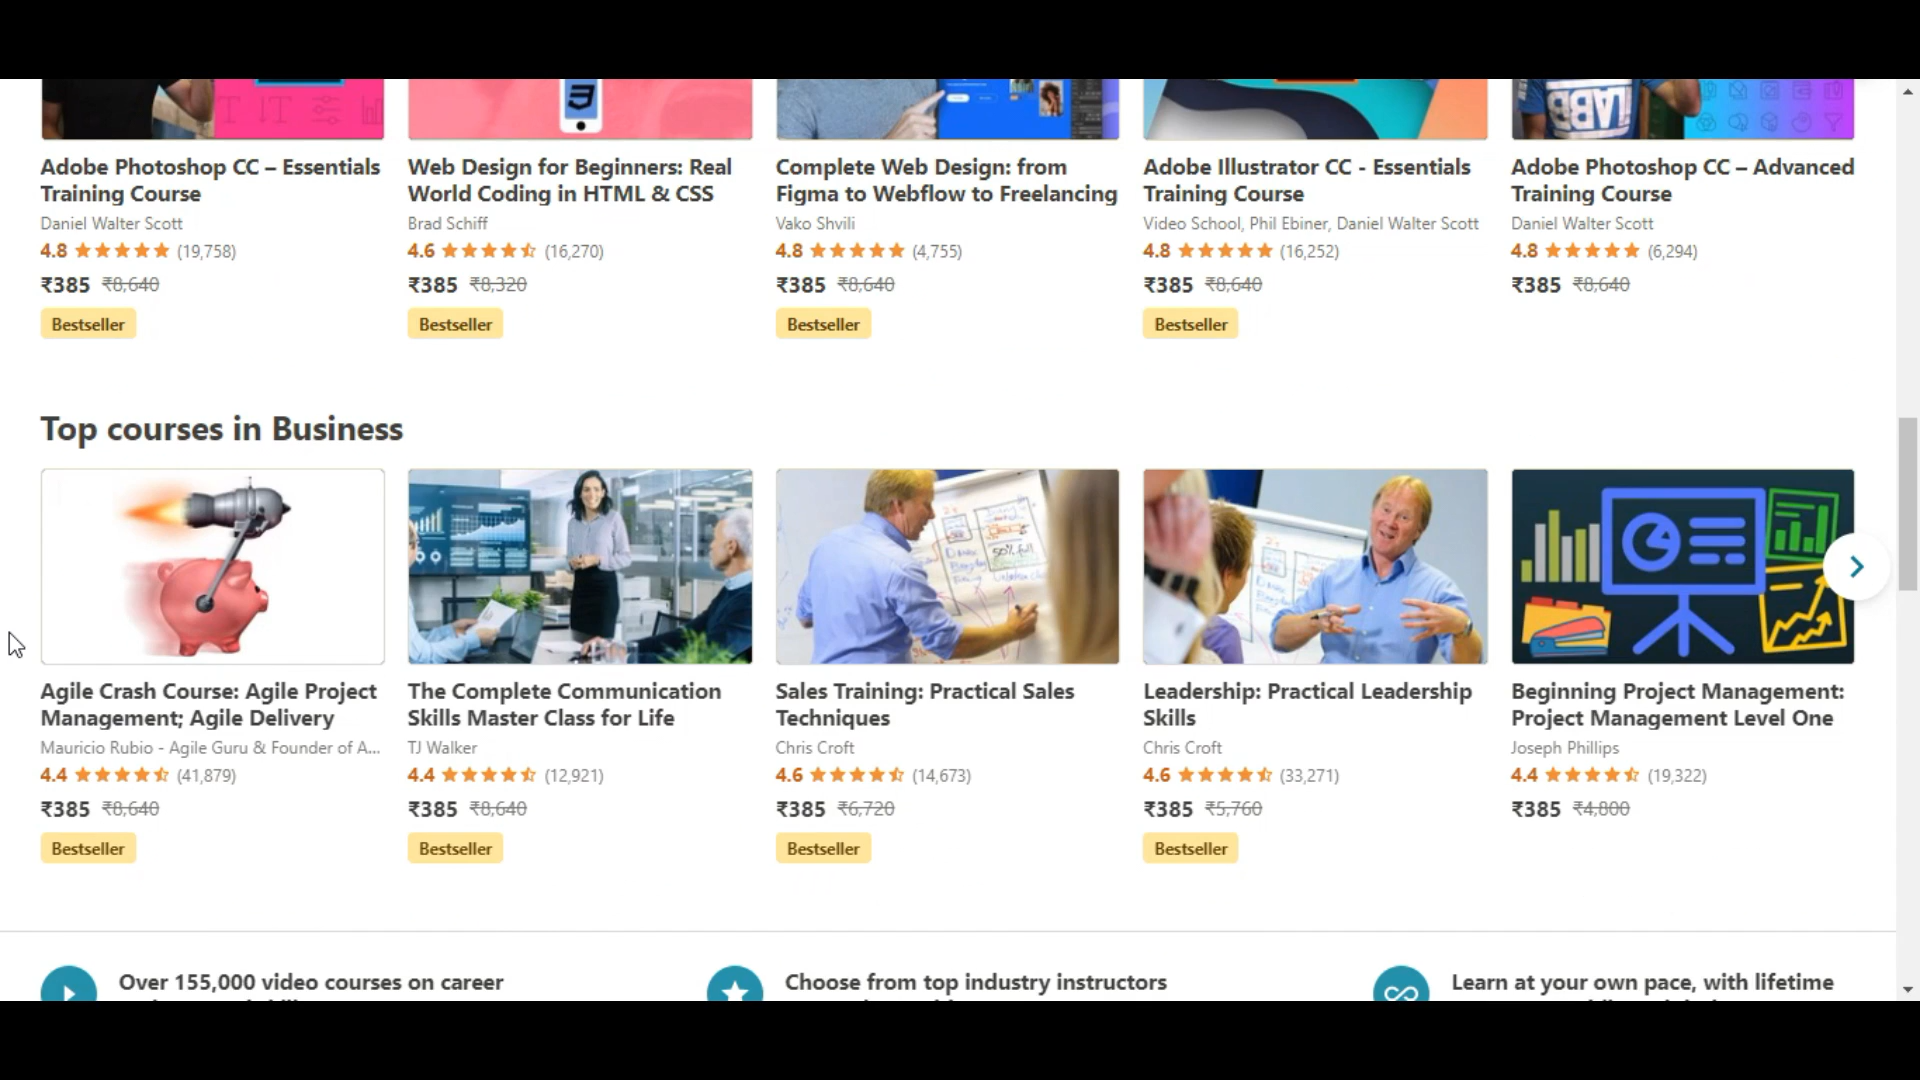 Adobe Photoshop CC – Essentials
Training Course
Daniel Walter Scott
4.8 (19,758)
₹385 ₹8,640
Bestseller
Web Design for Beginners: Real
World Coding in HTML & CSS
Brad Schiff
4.6 (16,270)
₹385 ₹8,320
Bestseller
Complete Web Design: from
Figma to Webflow to Freelancing
Vako Shvili
4.8 (4,755)
₹385 ₹8,640
Bestseller
Adobe Illustrator CC - Essentials
Training Course
Video School, Phil Ebiner, Daniel Walter Scott
4.8 (16,252)
₹385 ₹8,640
Bestseller
Adobe Photoshop CC – Advanced
Training Course
Daniel Walter Scott
4.8 (6,294)
₹385 ₹8,640
Top courses in Business
Agile Crash Course: Agile Project
Management; Agile Delivery
Mauricio Rubio - Agile Guru & Founder of A...
4.4 (41,879)
₹385 ₹8,640
Bestseller
The Complete Communication
Skills Master Class for Life
TJ Walker
4.4 (12,921)
₹385 ₹8,640
Bestseller
50% full
Sales Training: Practical Sales
Techniques
Chris Croft
4.6 (14,673)
₹385 ₹6,720
Bestseller
Leadership: Practical Leadership
Skills
Chris Croft
4.6 (33,271)
₹385 ₹5,760
Bestseller
Beginning Project Management:
Project Management Level One
Joseph Phillips
4.4 (19,322)
₹385 ₹4,800
Over 155,000 video courses on career
Choose from top industry instructors
Learn at your own pace, with lifetime